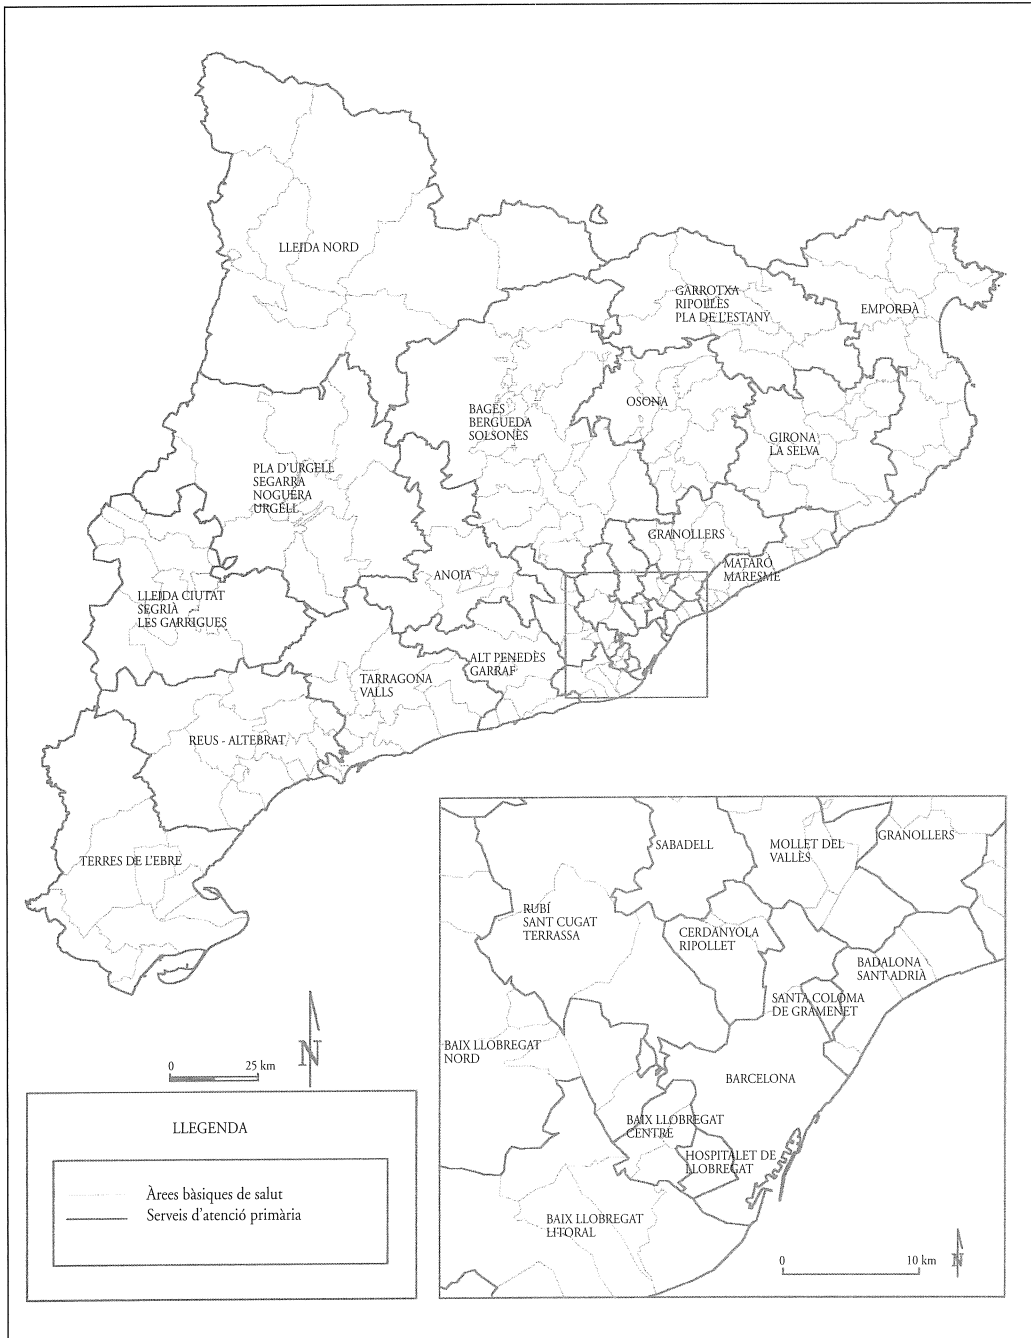 LLEIDA NORD
GARROTXA
RIPOLLÈS
PLA DE L'ESTANY
EMPORDÀ
BAGES
BERGUEDA
SOLSONÈS
OSONA
GIRONA
LA SELVA
PLA D'URGELL
SEGARRA
NOGUERA
URGELL
GRANOLLERS
MATARÓ
MARESME
ANOIA
LLEIDA CIUTAT
SEGRIÀ
LES GARRIGUES
ALT PENEDÈS
GARRAF
TARRAGONA
VALLS
REUS - ALTEBRAT
TERRES DE L'EBRE
0 25 km
N
LLEGENDA
Àrees bàsiques de salut
Serveis d'atenció primària
SABADELL
MOLLET DEL
VALLÈS
GRANOLLERS
RUBÍ
SANT CUGAT
TERRASSA
CERDANYOLA
RIPOLLET
BADALONA
SANT ADRIÀ
SANTA COLOMA
DE GRAMENET
BAIX LLOBREGAT
NORD
BARCELONA
BAIX LLOBREGAT
CENTRE
HOSPITALET DE
LLOBREGAT
BAIX LLOBREGAT
LITORAL
0 10 km
N